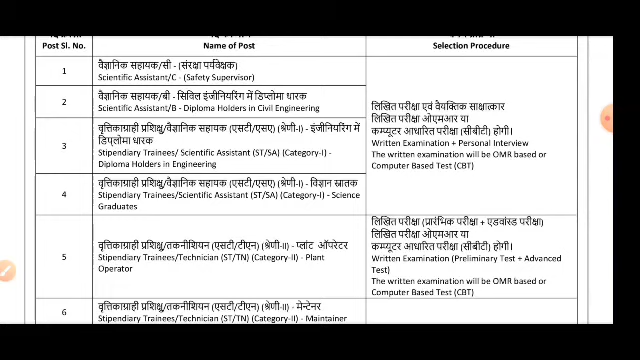 Post Sl. No.
Name of Post
Selection Procedure
1
वैज्ञानिक सहायक/सी - (संरक्षा पर्यवेक्षक)
Scientific Assistant/C - (Safety Supervisor)
2
वैज्ञानिक सहायक/बी - सिविल इंजीनियरिंग में डिप्लोमा धारक
Scientific Assistant/B - Diploma Holders in Civil Engineering
3
वृत्तिकाग्राही प्रशिक्षु/वैज्ञानिक सहायक (एसटी/एसए) (श्रेणी-I) - इंजीनियरिंग में
डिप्लोमा धारक
Stipendiary Trainees/ Scientific Assistant (ST/SA) (Category-I) -
Diploma Holders in Engineering
4
वृत्तिकाग्राही प्रशिक्षु/वैज्ञानिक सहायक (एसटी/एसए) (श्रेणी-I) - विज्ञान स्नातक
Stipendiary Trainees/Scientific Assistant (ST/SA) (Category-I) - Science
Graduates
लिखित परीक्षा एवं वैयक्तिक साक्षात्कार
लिखित परीक्षा ओएमआर या
कम्प्यूटर आधारित परीक्षा (सीबीटी) होगी।
Written Examination + Personal Interview
The written examination will be OMR based or
Computer Based Test (CBT)
5
वृत्तिकाग्राही प्रशिक्षु/तकनीशियन (एसटी/टीएन) (श्रेणी-II) - प्लांट ऑपरेटर
Stipendiary Trainees/Technician (ST/TN) (Category-II) - Plant
Operator
6
वृत्तिकाग्राही प्रशिक्षु/तकनीशियन (एसटी/टीएन) (श्रेणी-II) - मेन्टेनर
Stipendiary Trainees/Technician (ST/TN) (Category-II) - Maintainer
लिखित परीक्षा (प्रारंभिक परीक्षा + एडवांस्ड परीक्षा)
लिखित परीक्षा ओएमआर या
कम्प्यूटर आधारित परीक्षा (सीबीटी) होगी।
Written Examination (Preliminary Test + Advanced
Test)
The written examination will be OMR based or
Computer Based Test (CBT)